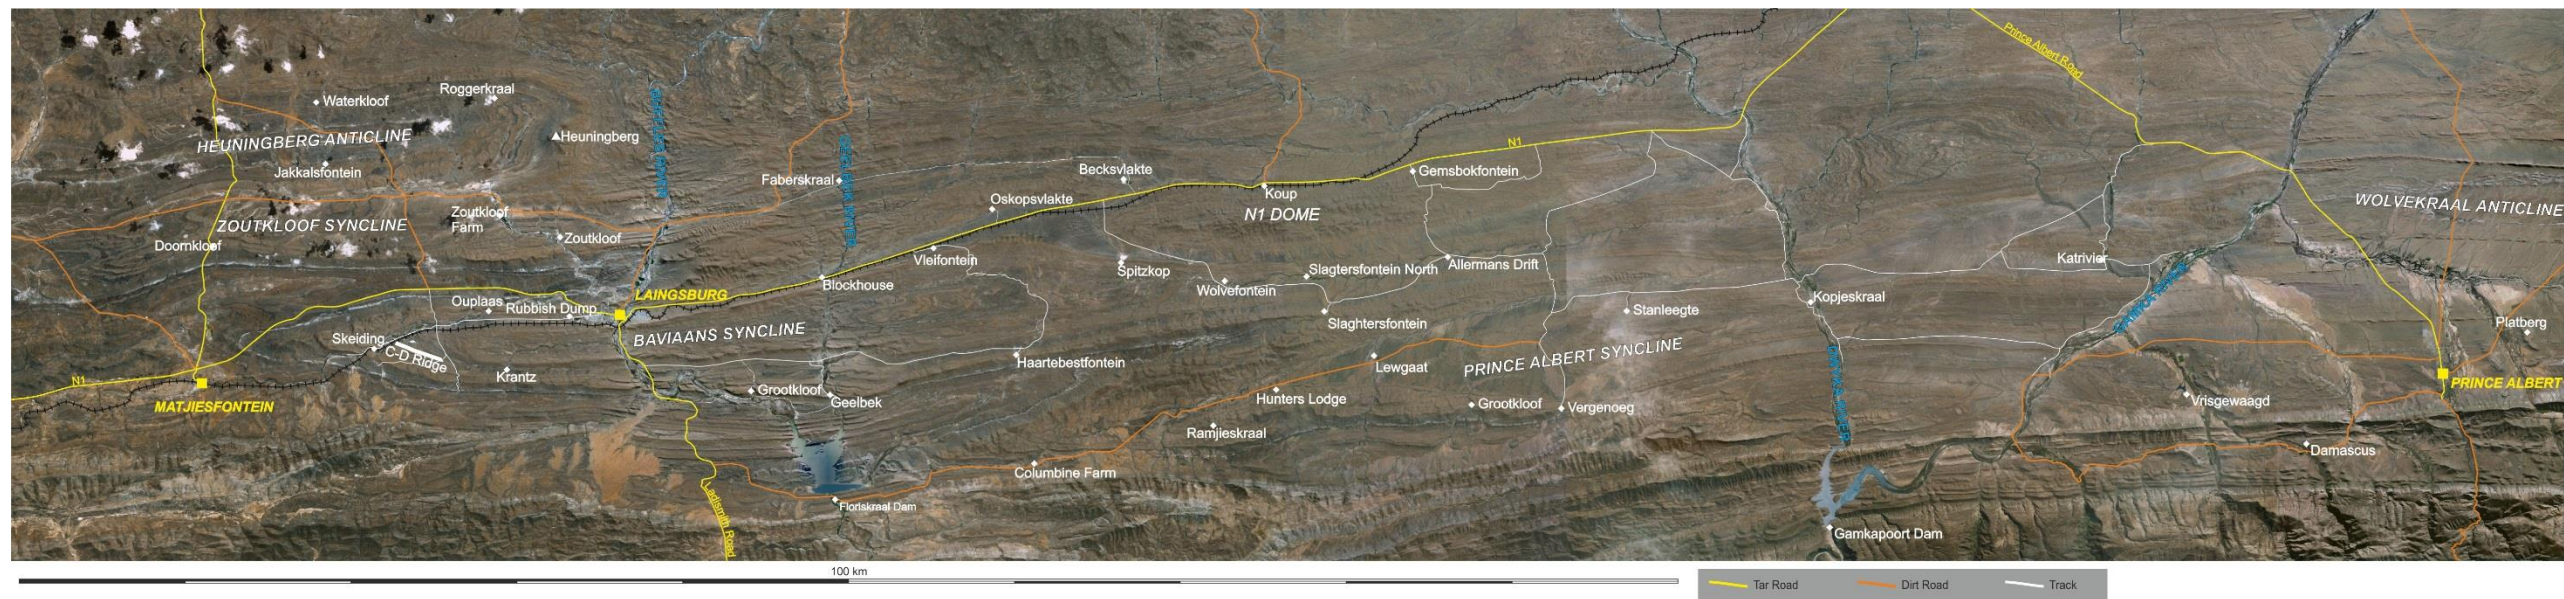 Prince Albert Road
Roggerkraal
Waterkloof
Heuningberg
HEUNINGBERG ANTICLINE
N1
Jakkalsfontein
Becksvlakte
Faberskraal
Gemsbokfontein
Koup
Oskopsvlakte
WOLVEKRAAL ANTICLINE
Zoutkloof
Farm
N1 DOME
ZOUTKLOOF SYNCLINE
Zoutkloof
Doornkloof
Vleifontein
Katrivier
Allermans Drift
Spitzkop
Slagtersfontein North
Blockhouse
Wolvefontein
LAINGSBURG
Kopjeskraal
Ouplaas
Rubbish Dump
Stanleegte
Slaghtersfontein
Platberg
BAVIAANS SYNCLINE
Skeiding
C-D Ridge
PRINCE ALBERT SYNCLINE
Haartebestfontein
Lewgaat
Krantz
N1
PRINCE ALBERT
MATJIESFONTEIN
Grootkloof
Geelbek
Hunters Lodge
Grootkloof
Vergenoeg
Vrisgewaagd
Ramjieskraal
Damascus
Columbine Farm
Ladismith Road
Floriskraal Dam
Gamkapoort Dam
100 km
Tar Road
Dirt Road
Track